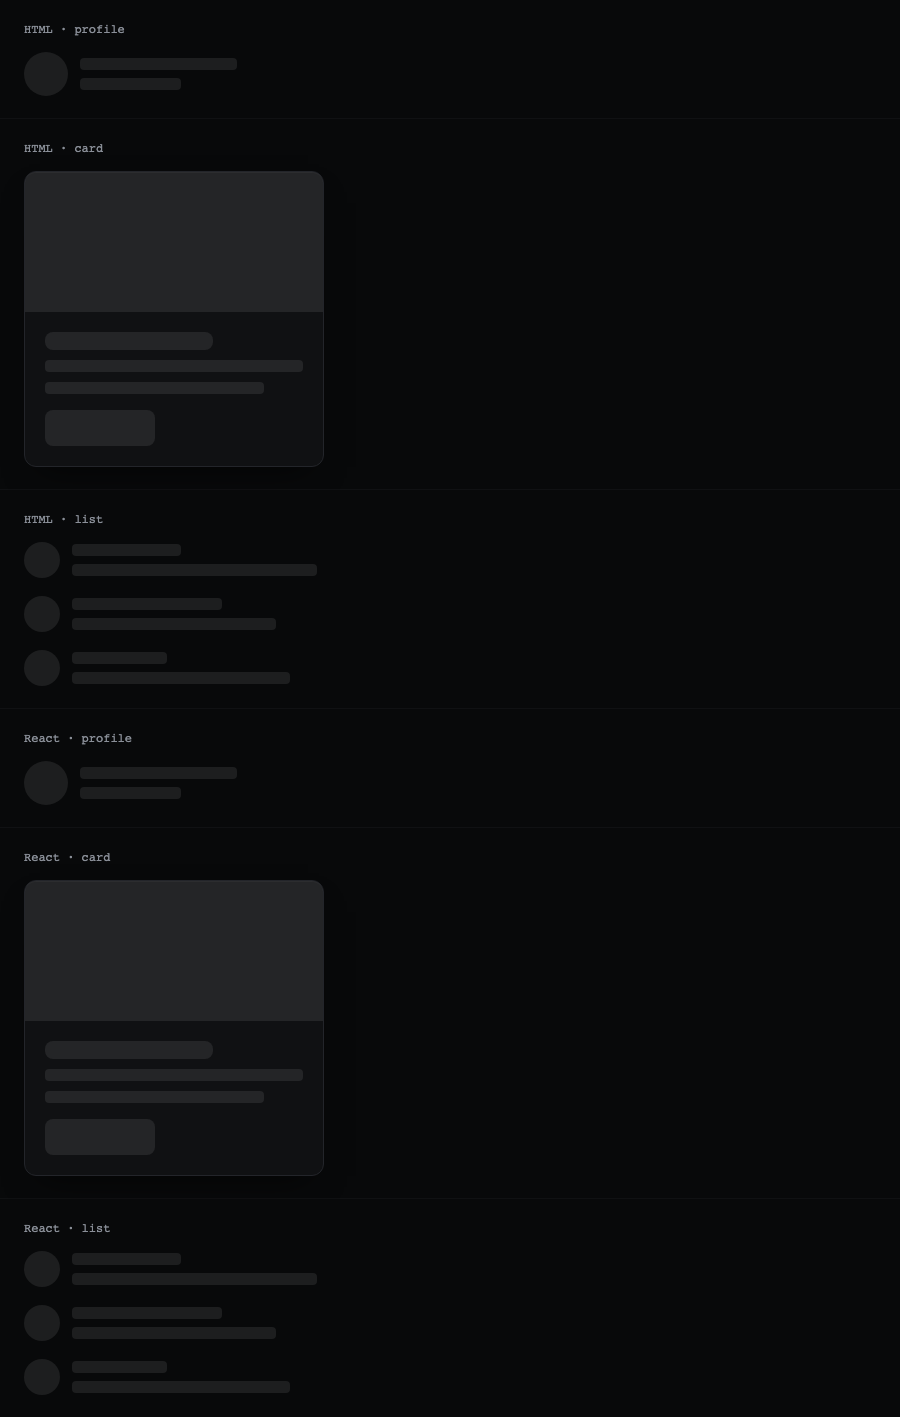 HTML · profile
HTML · card
HTML · list
React · profile
React · card
React · list